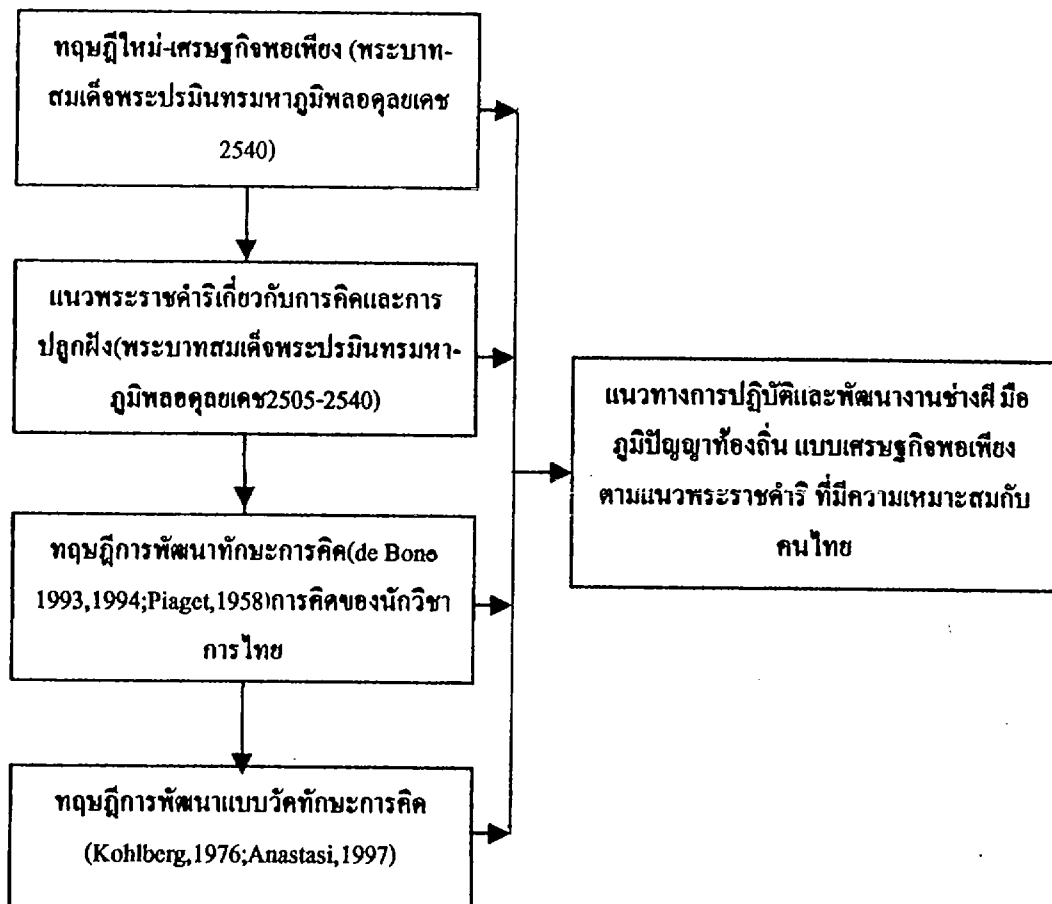 ทฤษฎีใหม่-เศรษฐกิจพอเพียง (พระบาท-
สมเด็จพระปรมินทรมหาภูมิพลอดุลยเดช
2540)
แนวพระราชดำริเกี่ยวกับการคิดและการ
ปลูกฝัง(พระบาทสมเด็จพระปรมินทรมหา-
ภูมิพลอดุลยเดช2505-2540)
ทฤษฎีการพัฒนาทักษะการคิด(de Bono
1993,1994;Piaget,1958)การคิดของนักวิชา
การไทย
ทฤษฎีการพัฒนาแบบวัดทักษะการคิด
(Kohlberg,1976;Anastasi,1997)
แนวทางการปฏิบัติและพัฒนางานช่างฝีมือ
ภูมิปัญญาท้องถิ่น แบบเศรษฐกิจพอเพียง
ตามแนวพระราชดำริ ที่มีความเหมาะสมกับ
คนไทย